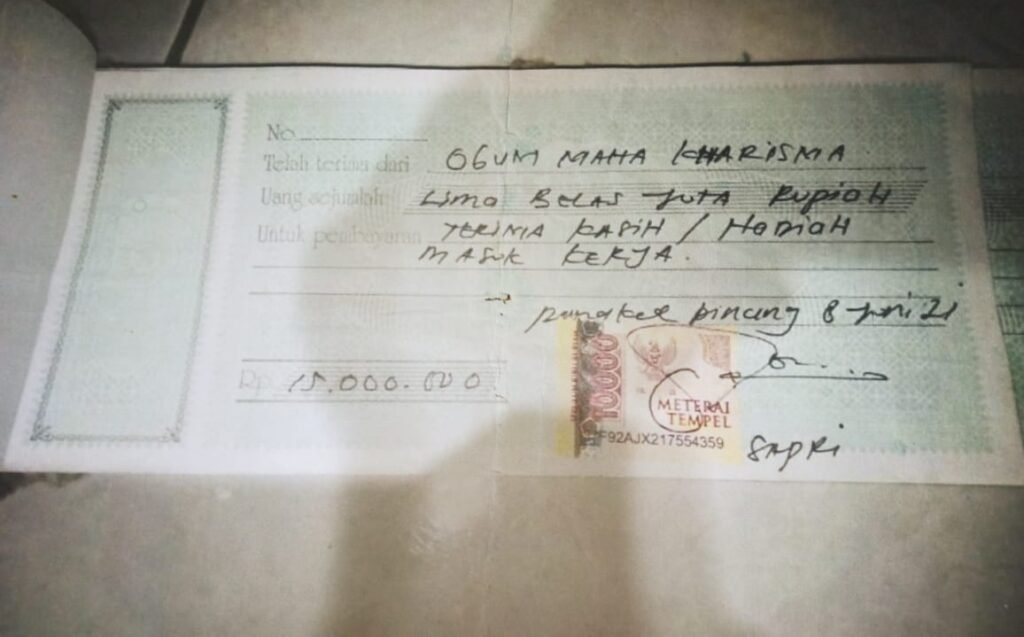 No.
Telah terima dari OGUM MAHA KHARISMA
Uang sejumlah Lima BELAS JUTA RupiaH
Untuk pembayaran TERIMA KASIH / HADIAH
MASUK KERJA.
pangkal pinang 8 Juni 21
Rp. 15.000.000
10000
METERAI
TEMPEL
F92AJX217554359
SAPRi